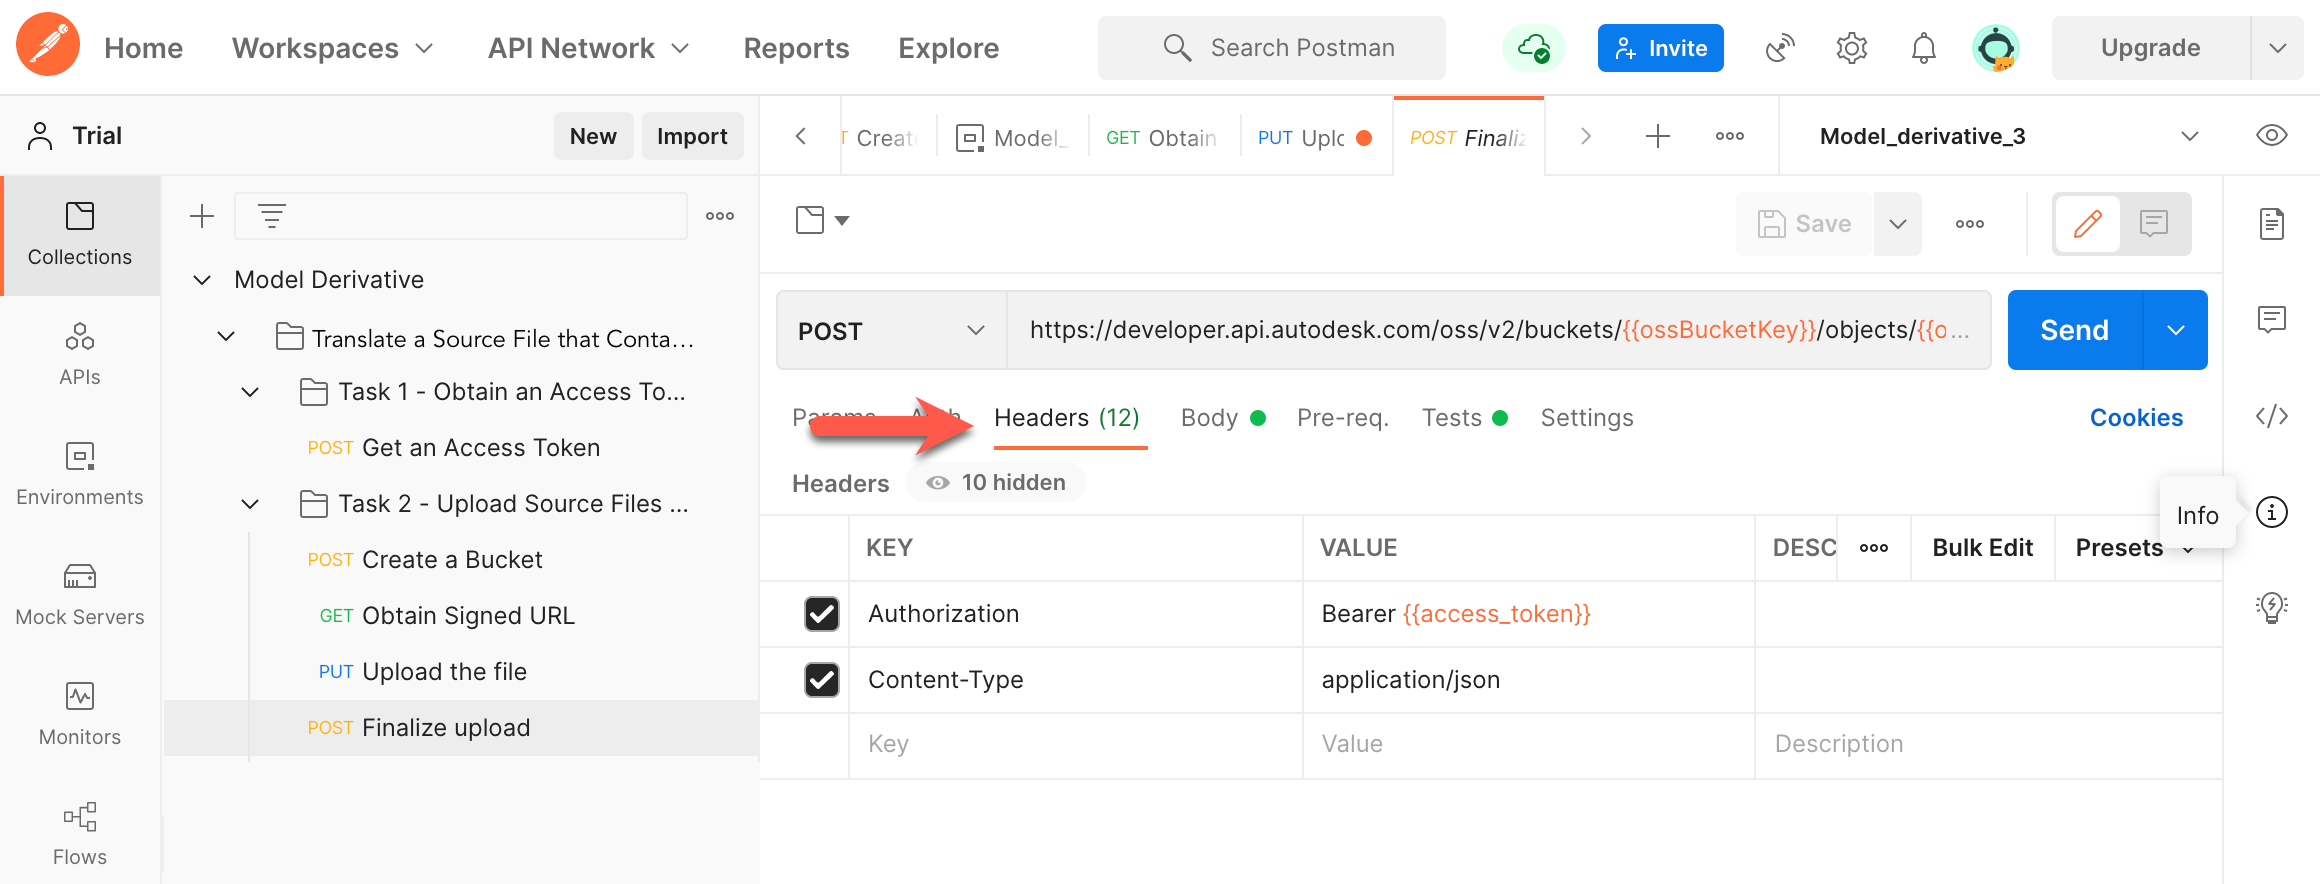 Home Workspaces API Network Reports Explore Search Postman Invite Upgrade
Trial New Import
Create Model_ GET Obtain PUT Uplo POST Finaliz Model_derivative_3
Collections
APIs
Environments
Mock Servers
Monitors
Flows
Model Derivative
Translate a Source File that Conta...
Task 1 - Obtain an Access To...
POST Get an Access Token
Task 2 - Upload Source Files ...
POST Create a Bucket
GET Obtain Signed URL
PUT Upload the file
POST Finalize upload
Save
POST https://developer.api.autodesk.com/oss/v2/buckets/{{ossBucketKey}}/objects/{{o... Send
Params Auth Headers (12) Body Pre-req. Tests Settings Cookies
Headers 10 hidden
Info
KEY VALUE DESC Bulk Edit Presets
Authorization Bearer {{access_token}}
Content-Type application/json
Key Value Description